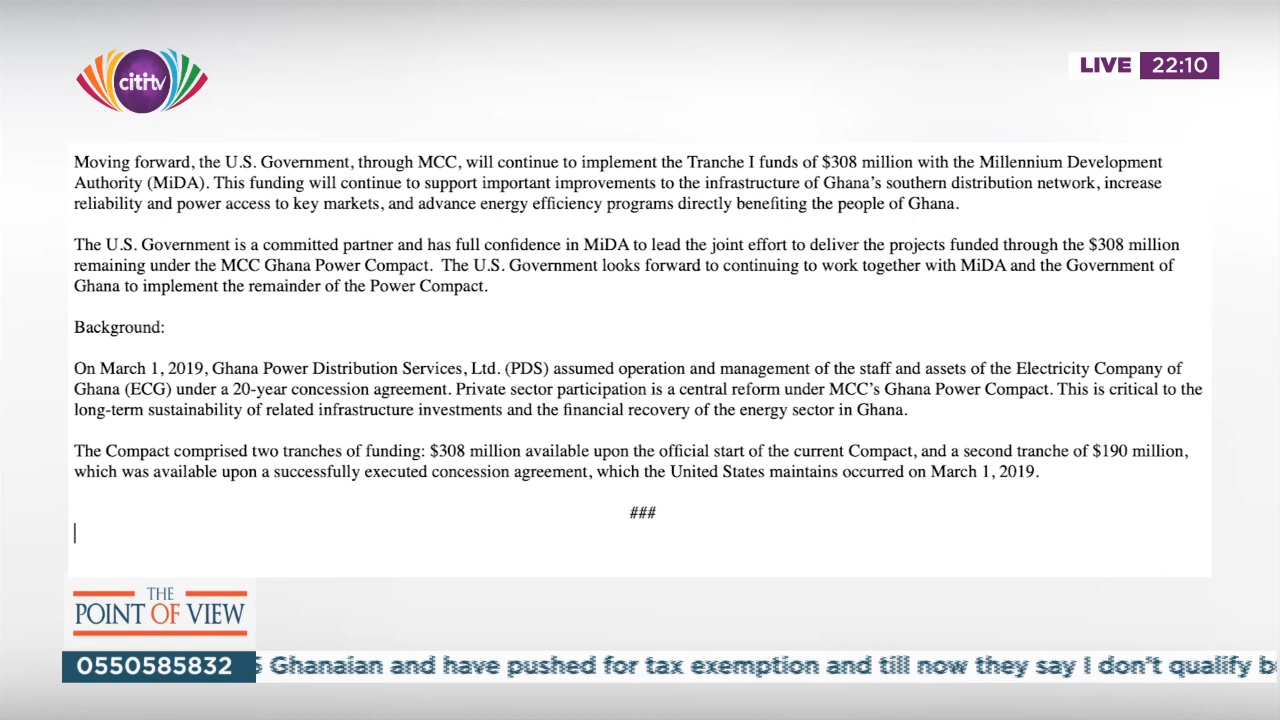 cititv
LIVE 22:10
Moving forward, the U.S. Government, through MCC, will continue to implement the Tranche I funds of $308 million with the Millennium Development
Authority (MiDA). This funding will continue to support important improvements to the infrastructure of Ghana’s southern distribution network, increase
reliability and power access to key markets, and advance energy efficiency programs directly benefiting the people of Ghana.
The U.S. Government is a committed partner and has full confidence in MiDA to lead the joint effort to deliver the projects funded through the $308 million
remaining under the MCC Ghana Power Compact.  The U.S. Government looks forward to continuing to work together with MiDA and the Government of
Ghana to implement the remainder of the Power Compact.
Background:
On March 1, 2019, Ghana Power Distribution Services, Ltd. (PDS) assumed operation and management of the staff and assets of the Electricity Company of
Ghana (ECG) under a 20-year concession agreement. Private sector participation is a central reform under MCC’s Ghana Power Compact. This is critical to the
long-term sustainability of related infrastructure investments and the financial recovery of the energy sector in Ghana.
The Compact comprised two tranches of funding: $308 million available upon the official start of the current Compact, and a second tranche of $190 million,
which was available upon a successfully executed concession agreement, which the United States maintains occurred on March 1, 2019.
###
THE
POINT OF VIEW
0550585832 Ghanaian and have pushed for tax exemption and till now they say I don't qualify b